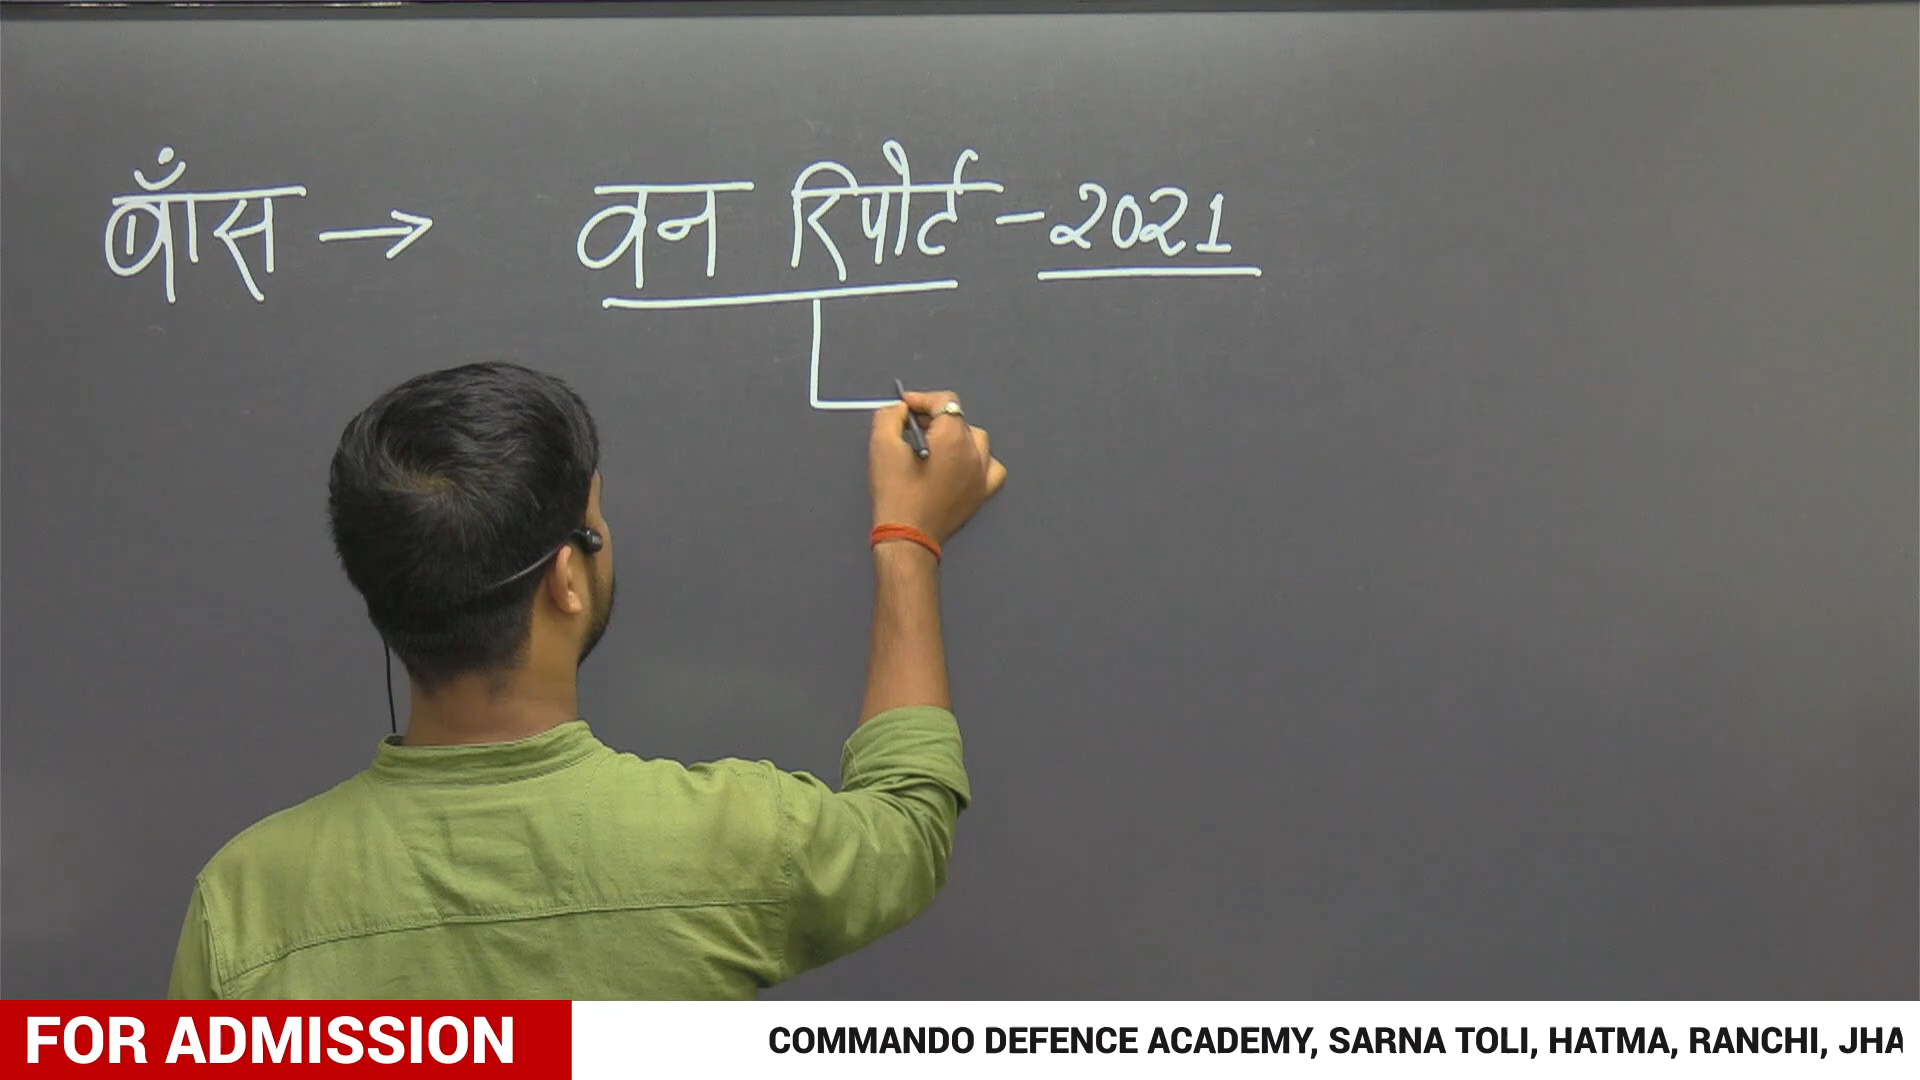 बाँस → वन रिपोर्ट - 2021
FOR ADMISSION
COMMANDO DEFENCE ACADEMY, SARNA TOLI, HATMA, RANCHI, JHA